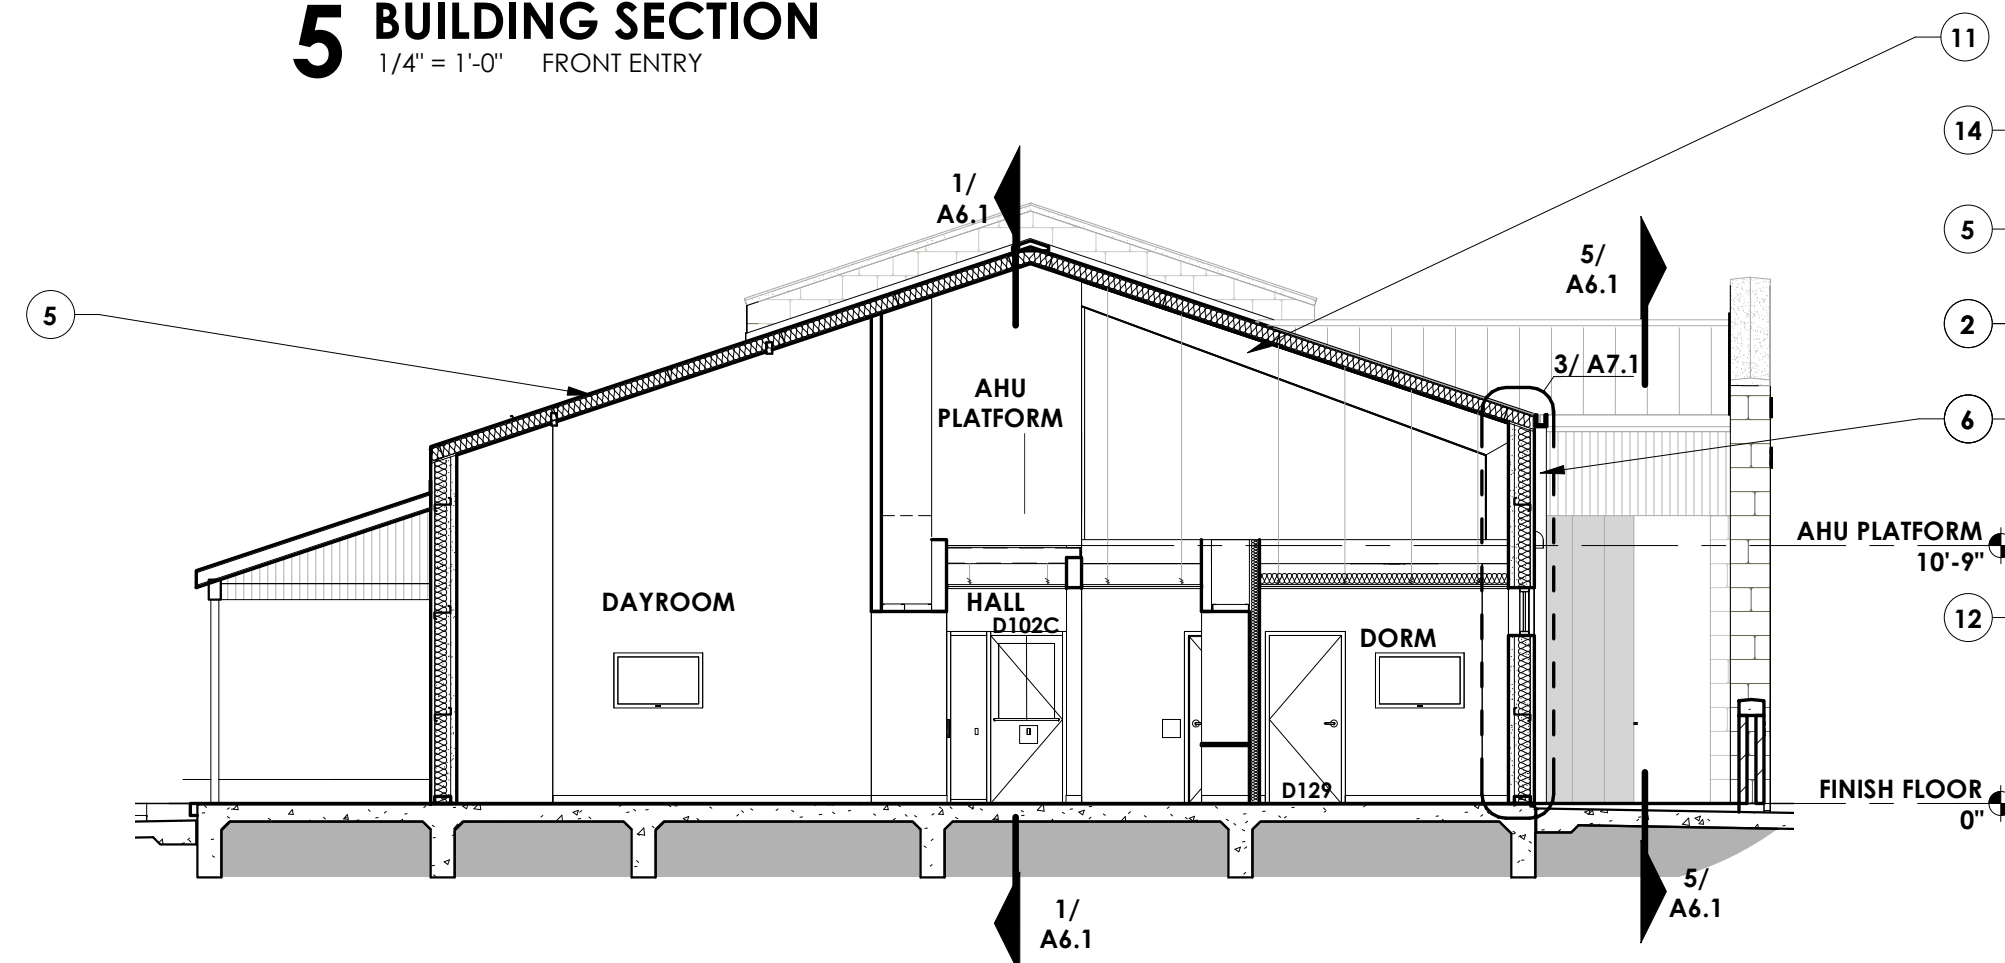 5 BUILDING SECTION
1/4" = 1'-0" FRONT ENTRY
11
14
1/
A6.1
5/
A6.1
5
5
2
3/ A7.1
AHU
PLATFORM
6
AHU PLATFORM
10'-9"
DAYROOM
HALL
D102C
12
DORM
D129
FINISH FLOOR
0"
5/
A6.1
1/
A6.1